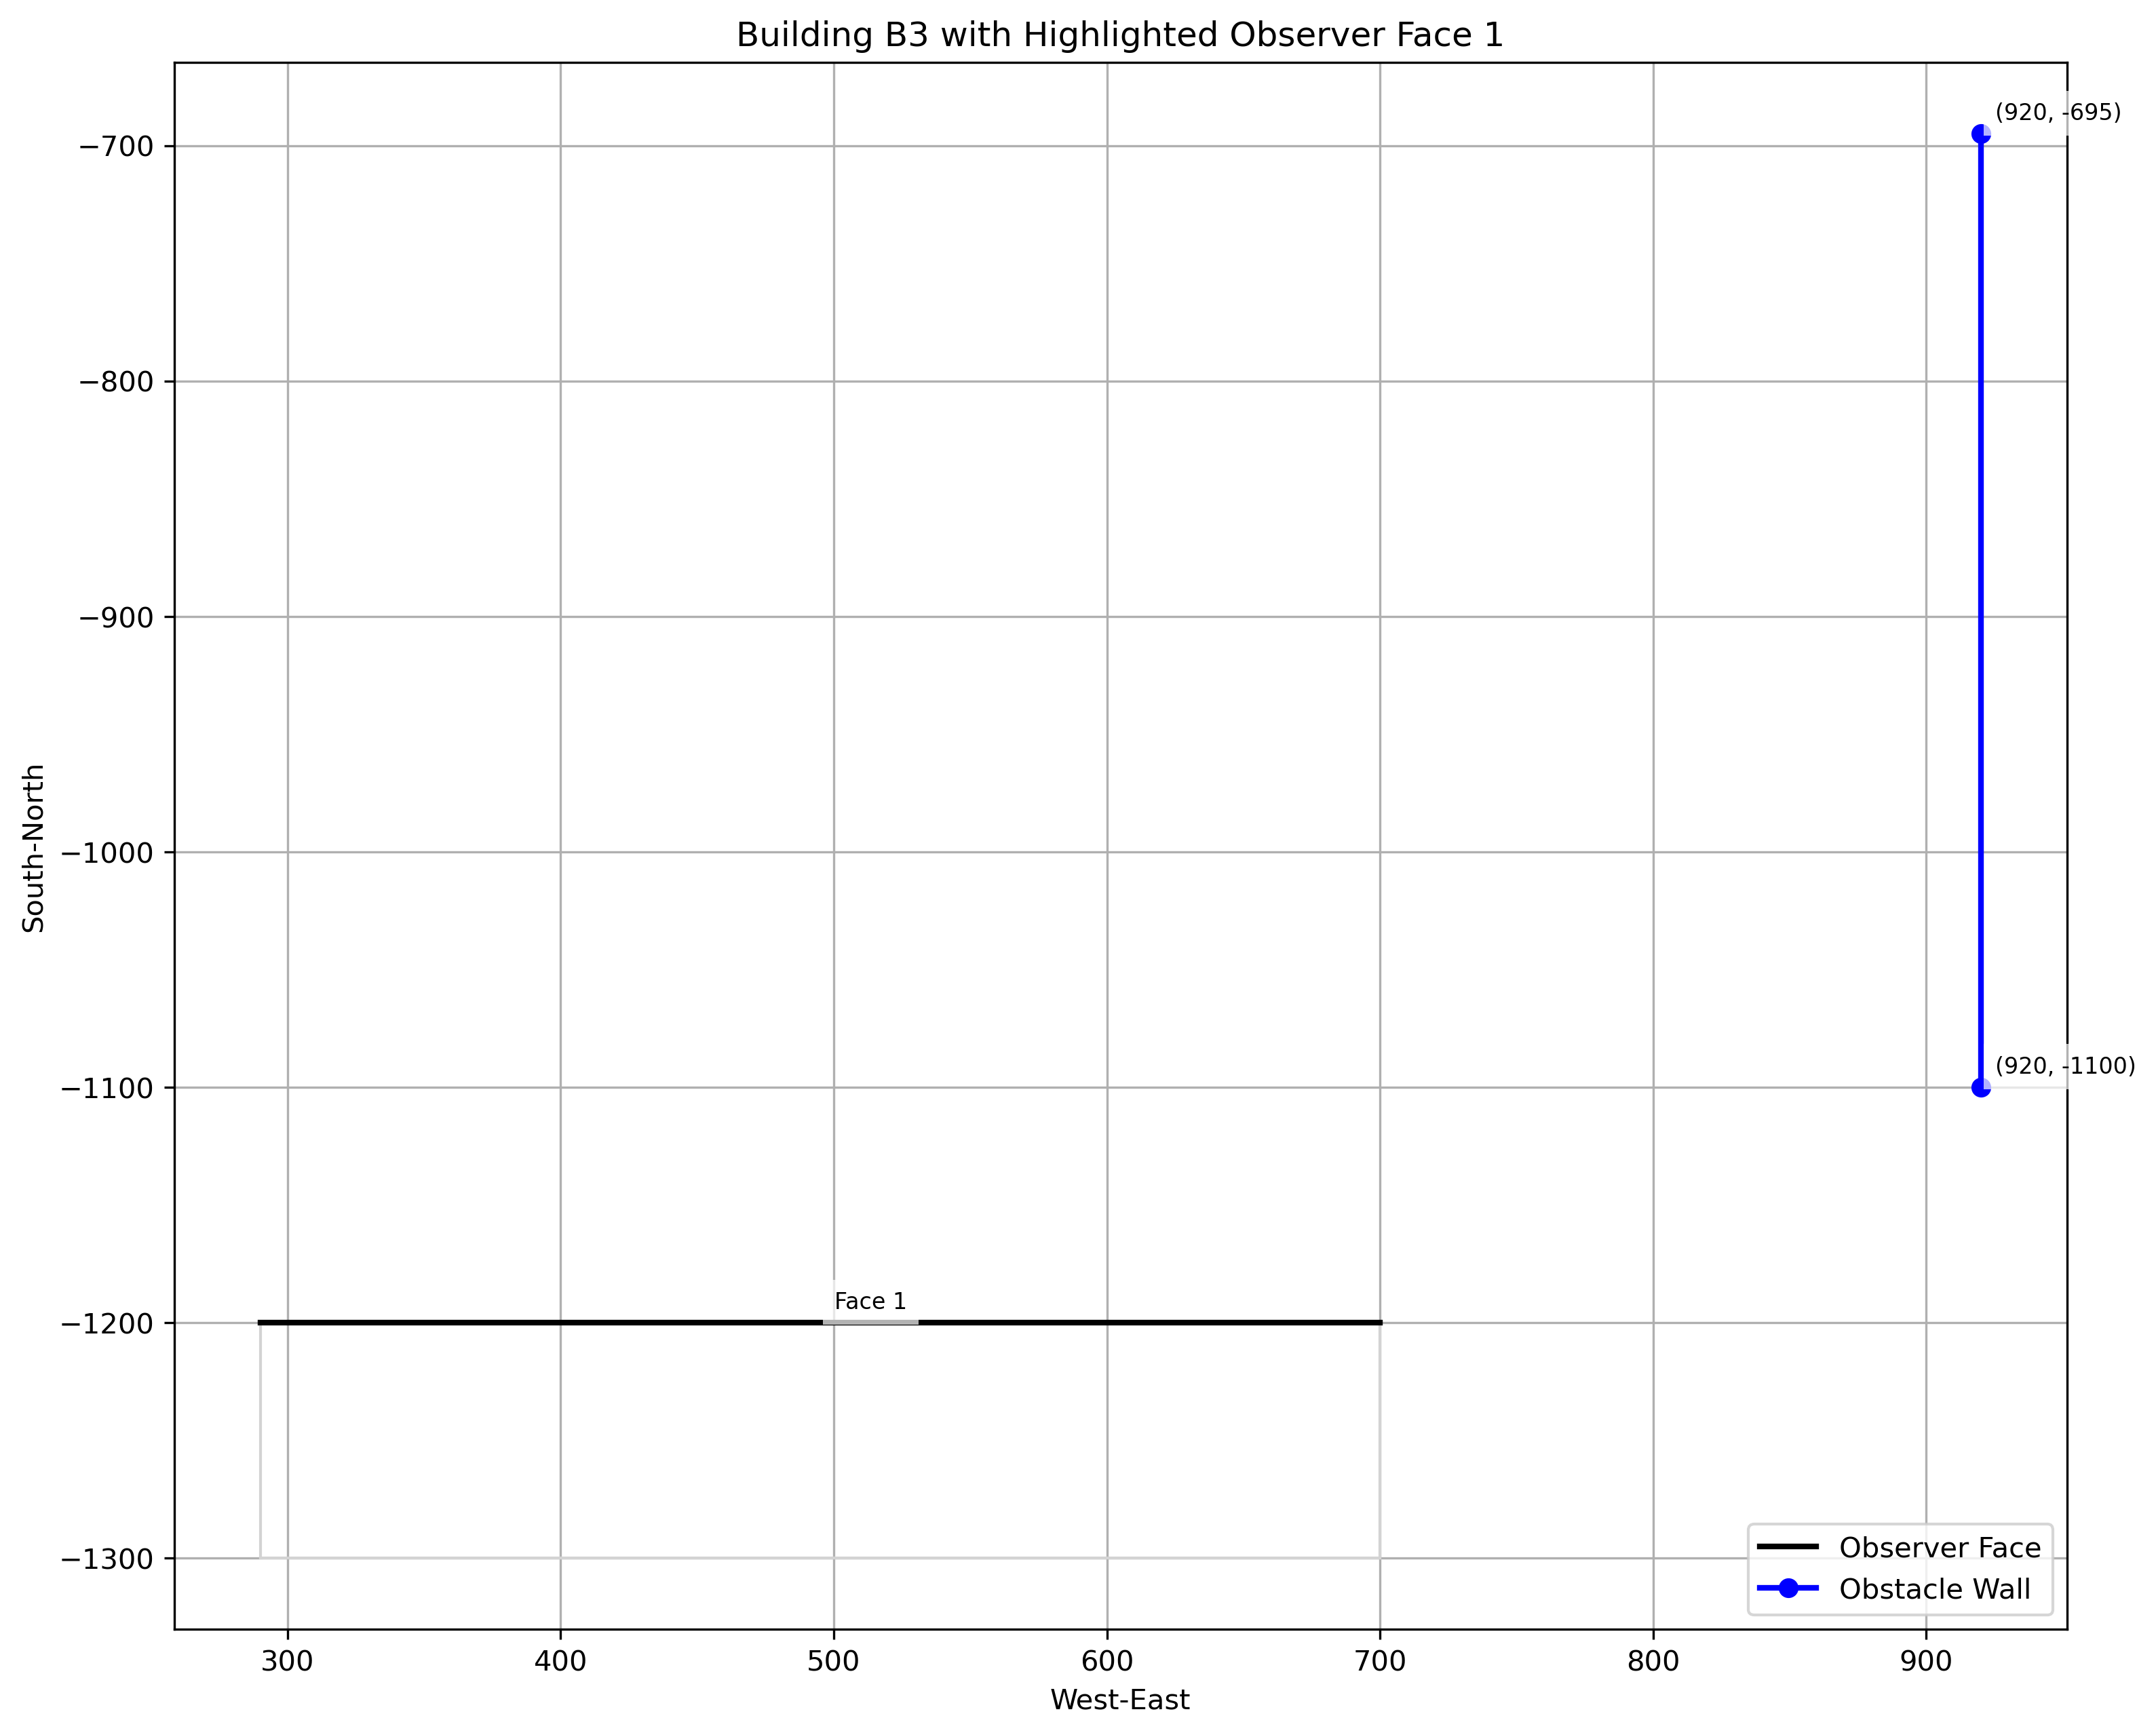 Building B3 with Highlighted Observer Face 1
(920, -695)
−700
−800
−900
−1000
(920, -1100)
−1100
Face 1
−1200
−1300
South-North
Observer Face
Obstacle Wall
300 400 500 600 700 800 900
West-East